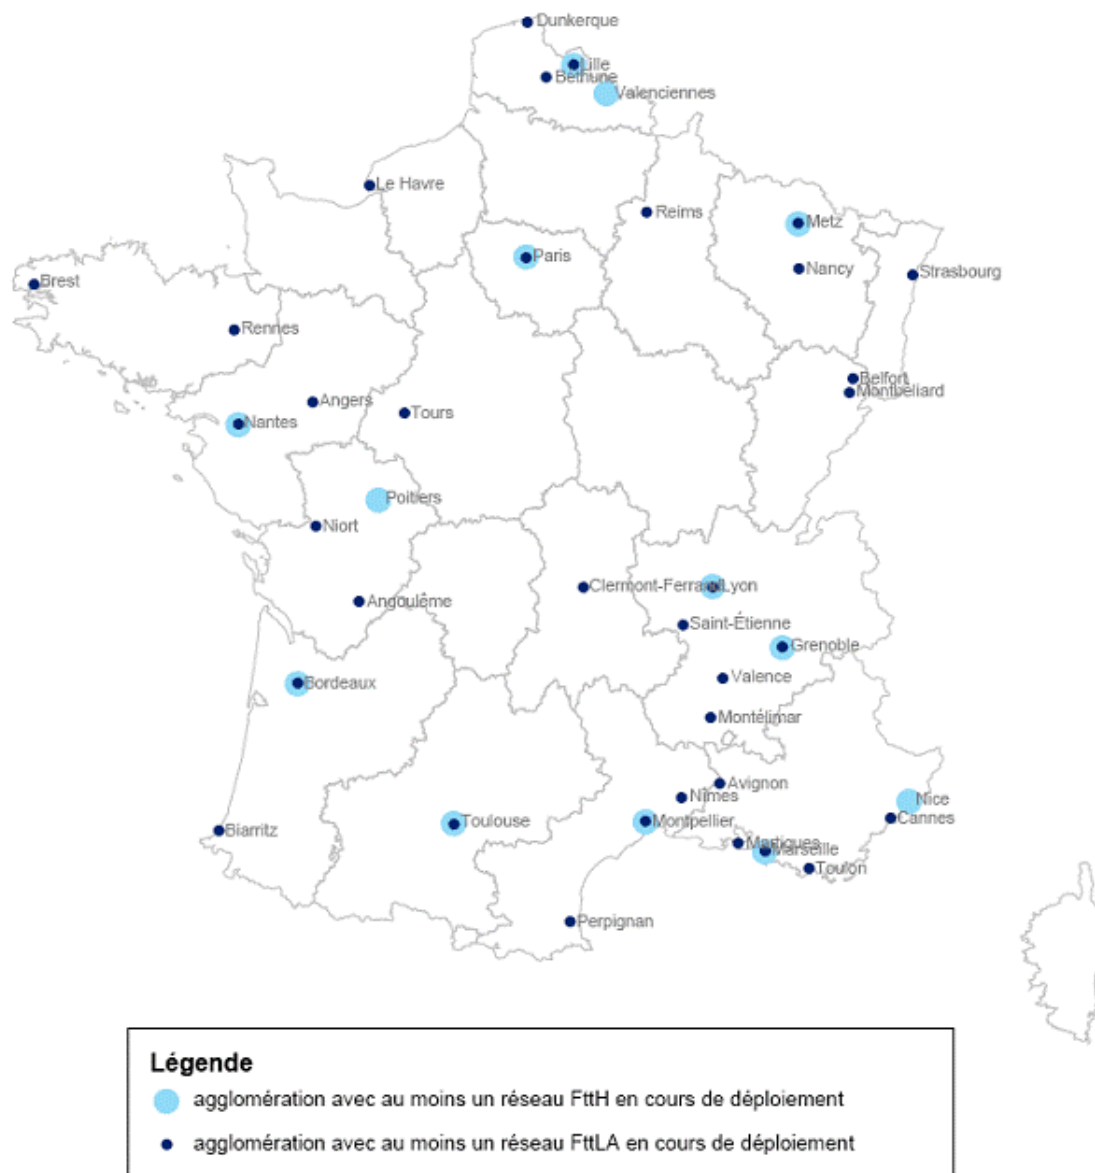 Dunkerque
Lille
Béthune
Valenciennes
Le Havre
Reims
Metz
Paris
Nancy
Strasbourg
Brest
Rennes
Belfort
Montbéliard
Angers
Tours
Nantes
Poitiers
Niort
Clermont-Ferrand
Lyon
Angoulême
Saint-Étienne
Grenoble
Valence
Bordeaux
Montélimar
Avignon
Nîmes
Nice
Cannes
Toulouse
Montpellier
Biarritz
Martigues
Marseille
Toulon
Perpignan
Légende
agglomération avec au moins un réseau FttH en cours de déploiement
agglomération avec au moins un réseau FttLA en cours de déploiement